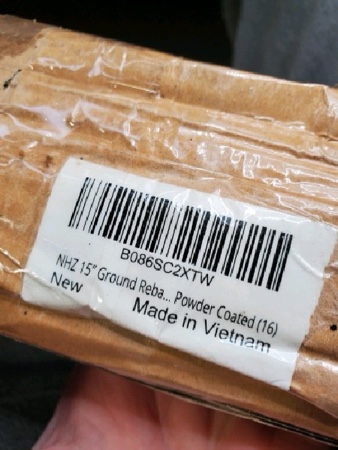 B086SC2XTW
NHZ 15" Ground Reba... Powder Coated (16)
New
Made in Vietnam